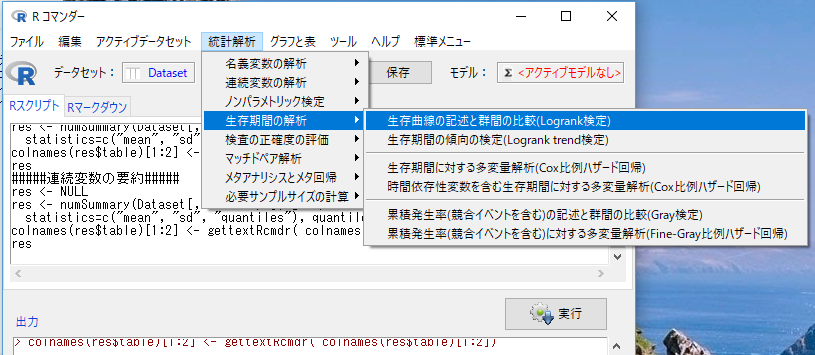 R コマンダー
ファイル 編集 アクティブデータセット 統計解析 グラフと表 ツール ヘルプ 標準メニュー
データセット： Dataset 保存 モデル： Σ <アクティブモデルなし>
Rスクリプト Rマークダウン
名義変数の解析
連続変数の解析
ノンパラメトリック検定
生存期間の解析
検査の正確度の評価
マッチドペア解析
メタアナリシスとメタ回帰
必要サンプルサイズの計算
生存曲線の記述と群間の比較(Logrank検定)
生存期間の傾向の検定(Logrank trend検定)
生存期間に対する多変量解析(Cox比例ハザード回帰)
時間依存性変数を含む生存期間に対する多変量解析(Cox比例ハザード回帰)
累積発生率(競合イベントを含む)の記述と群間の比較(Gray検定)
累積発生率(競合イベントを含む)に対する多変量解析(Fine-Gray比例ハザード回帰)
res <- numSummary(Dataset[,
statistics=c("mean", "sd"
colnames(res$table)[1:2] <-
res
#####連続変数の要約#####
res <- NULL
res <- numSummary(Dataset[,
statistics=c("mean", "sd", "quantiles"), quantil
colnames(res$table)[1:2] <- gettextRcmdr( colnames(
res
実行
出力
> colnames(res$table)[1:2] <- gettextRcmdr( colnames(res$table)[1:2])